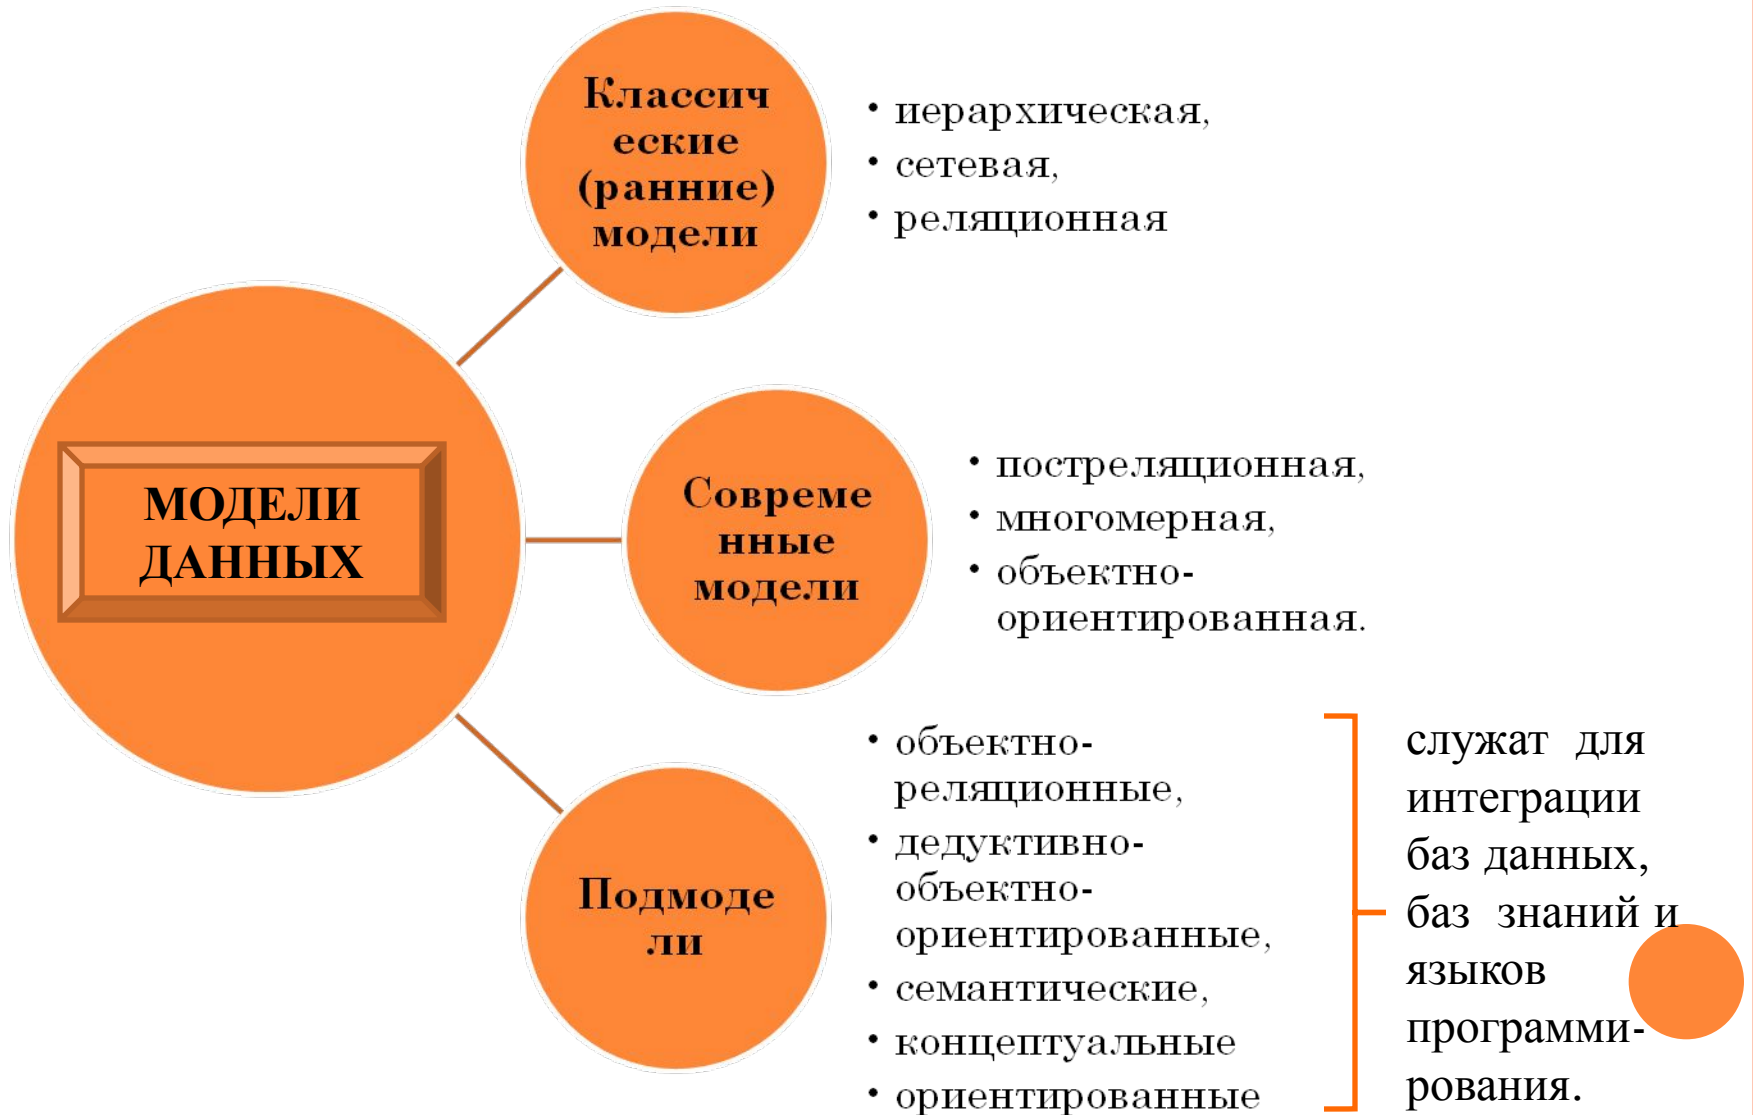 МОДЕЛИ
ДАННЫХ
Классич
еские
(ранние)
модели
• иерархическая,
• сетевая,
• реляционная
Совреме
нные
модели
• постреляционная,
• многомерная,
• объектно-
ориентированная.
Подмоде
ли
• объектно-
реляционные,
• дедуктивно-
объектно-
ориентированные,
• семантические,
• концептуальные
• ориентированные
служат для
интеграции
баз данных,
баз знаний и
языков
программи-
рования.